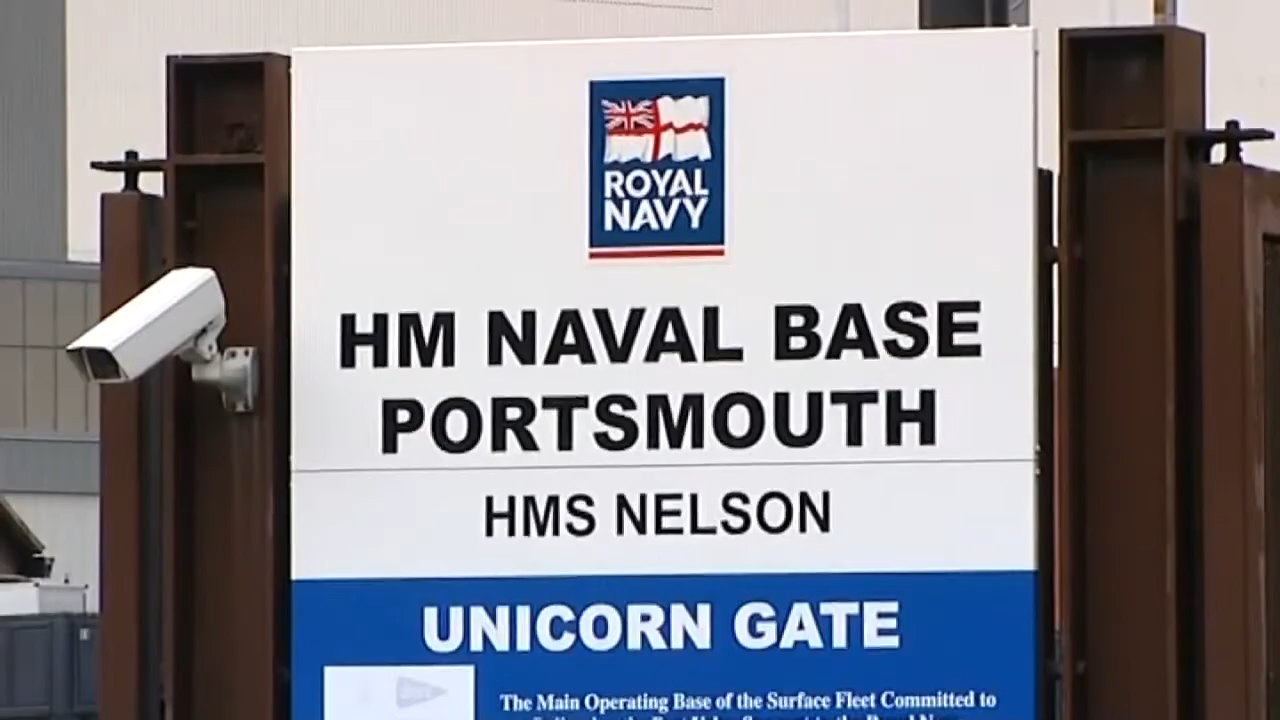 ROYAL
NAVY
HM NAVAL BASE
PORTSMOUTH
HMS NELSON
UNICORN GATE
The Main Operating Base of the Surface Fleet Committed to